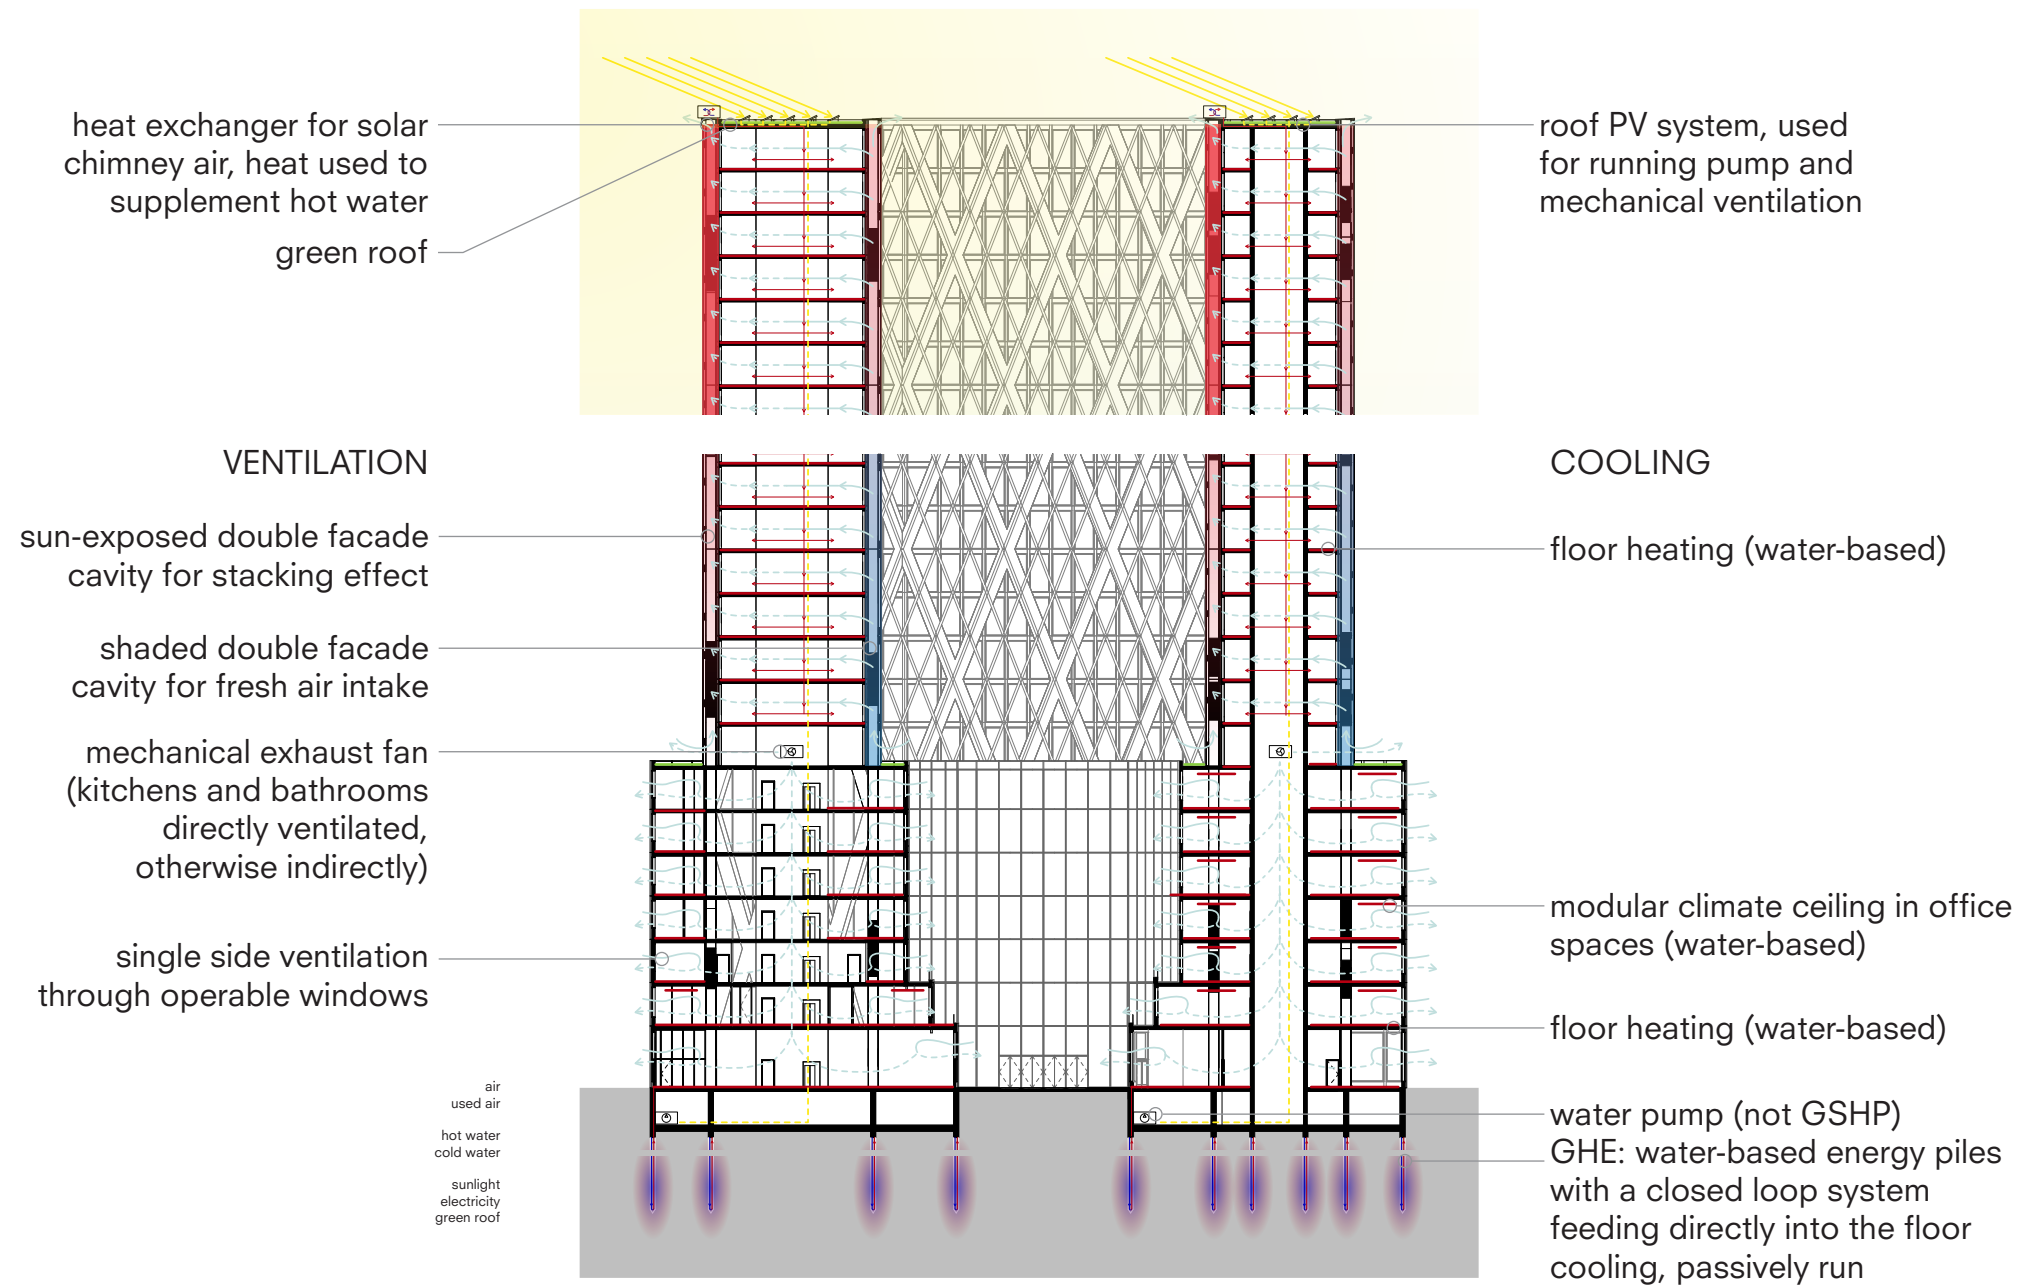 heat exchanger for solar
chimney air, heat used to
supplement hot water
green roof
roof PV system, used
for running pump and
mechanical ventilation
VENTILATION
sun-exposed double facade
cavity for stacking effect
shaded double facade
cavity for fresh air intake
mechanical exhaust fan
(kitchens and bathrooms
directly ventilated,
otherwise indirectly)
single side ventilation
through operable windows
COOLING
floor heating (water-based)
modular climate ceiling in office
spaces (water-based)
floor heating (water-based)
water pump (not GSHP)
GHE: water-based energy piles
with a closed loop system
feeding directly into the floor
cooling, passively run
air
used air
hot water
cold water
sunlight
electricity
green roof